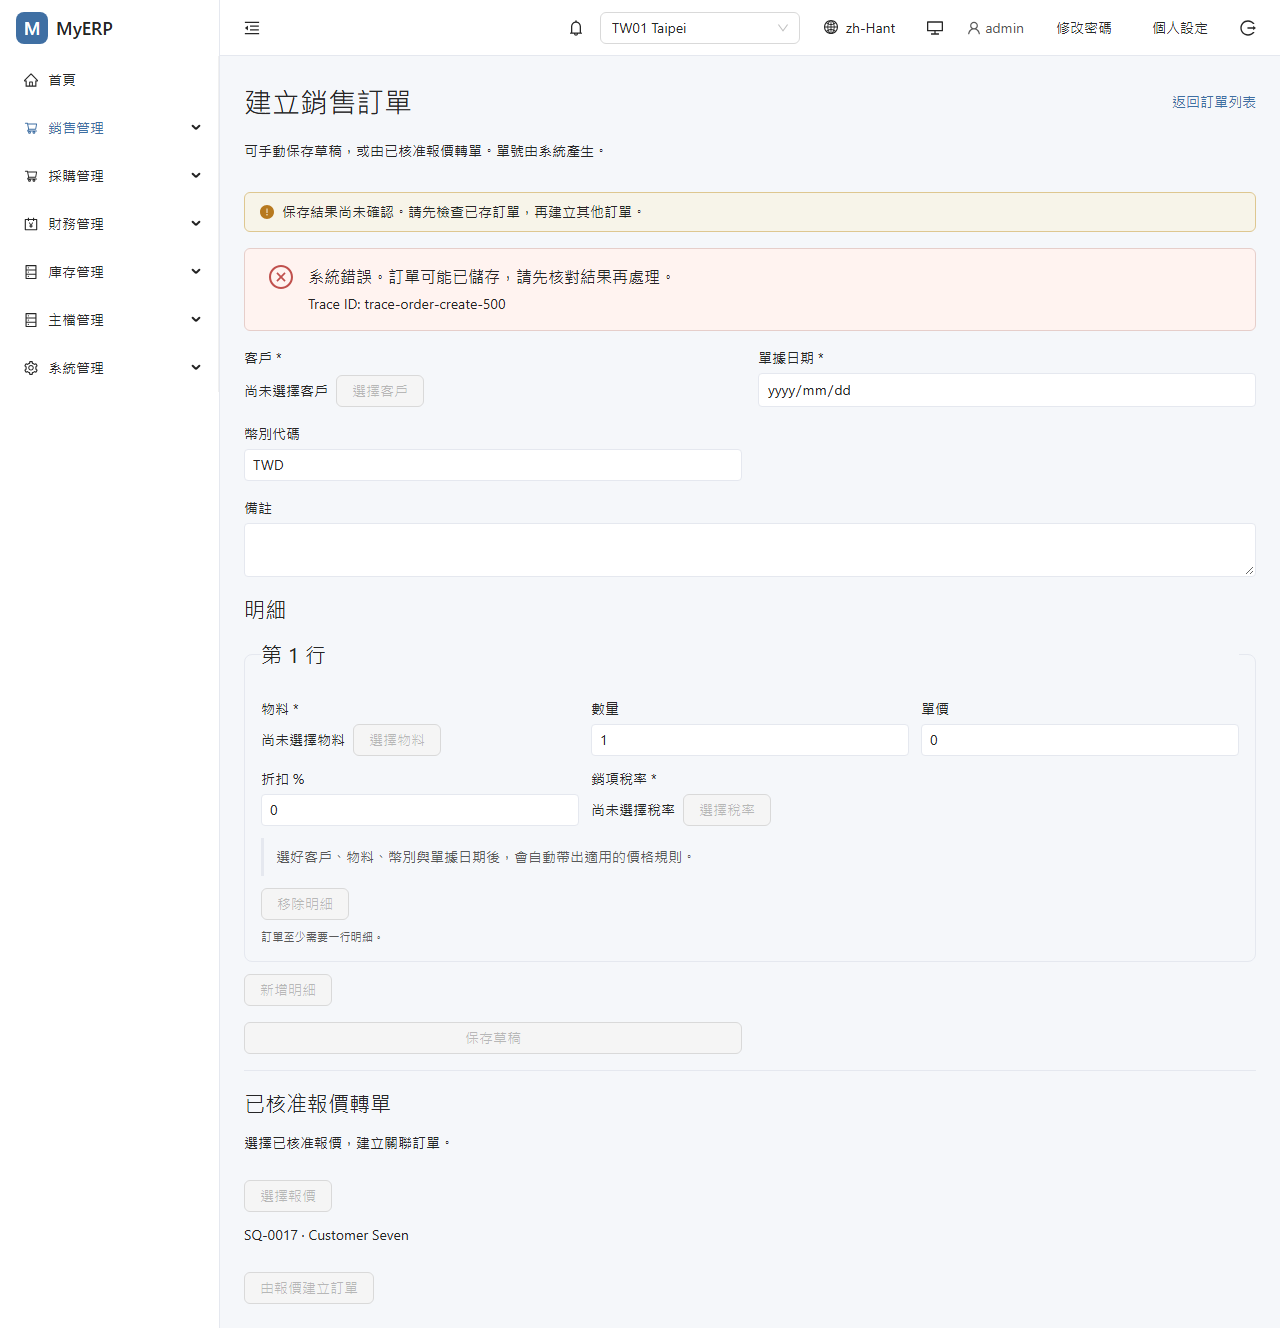 M MyERP
TW01 Taipei
zh-Hant
admin
修改密碼
個人設定
首頁
銷售管理
採購管理
財務管理
庫存管理
主檔管理
系統管理
建立銷售訂單
返回訂單列表
可手動保存草稿，或由已核准報價轉單。單號由系統產生。
保存結果尚未確認。請先檢查已存訂單，再建立其他訂單。
系統錯誤。訂單可能已儲存，請先核對結果再處理。
Trace ID: trace-order-create-500
客戶 *
單據日期 *
尚未選擇客戶 選擇客戶
yyyy/mm/dd
幣別代碼
TWD
備註
明細
第 1 行
物料 *
數量
單價
尚未選擇物料 選擇物料
1
0
折扣 %
銷項稅率 *
0
尚未選擇稅率 選擇稅率
選好客戶、物料、幣別與單據日期後，會自動帶出適用的價格規則。
移除明細
訂單至少需要一行明細。
新增明細
保存草稿
已核准報價轉單
選擇已核准報價，建立關聯訂單。
選擇報價
SQ-0017 · Customer Seven
由報價建立訂單